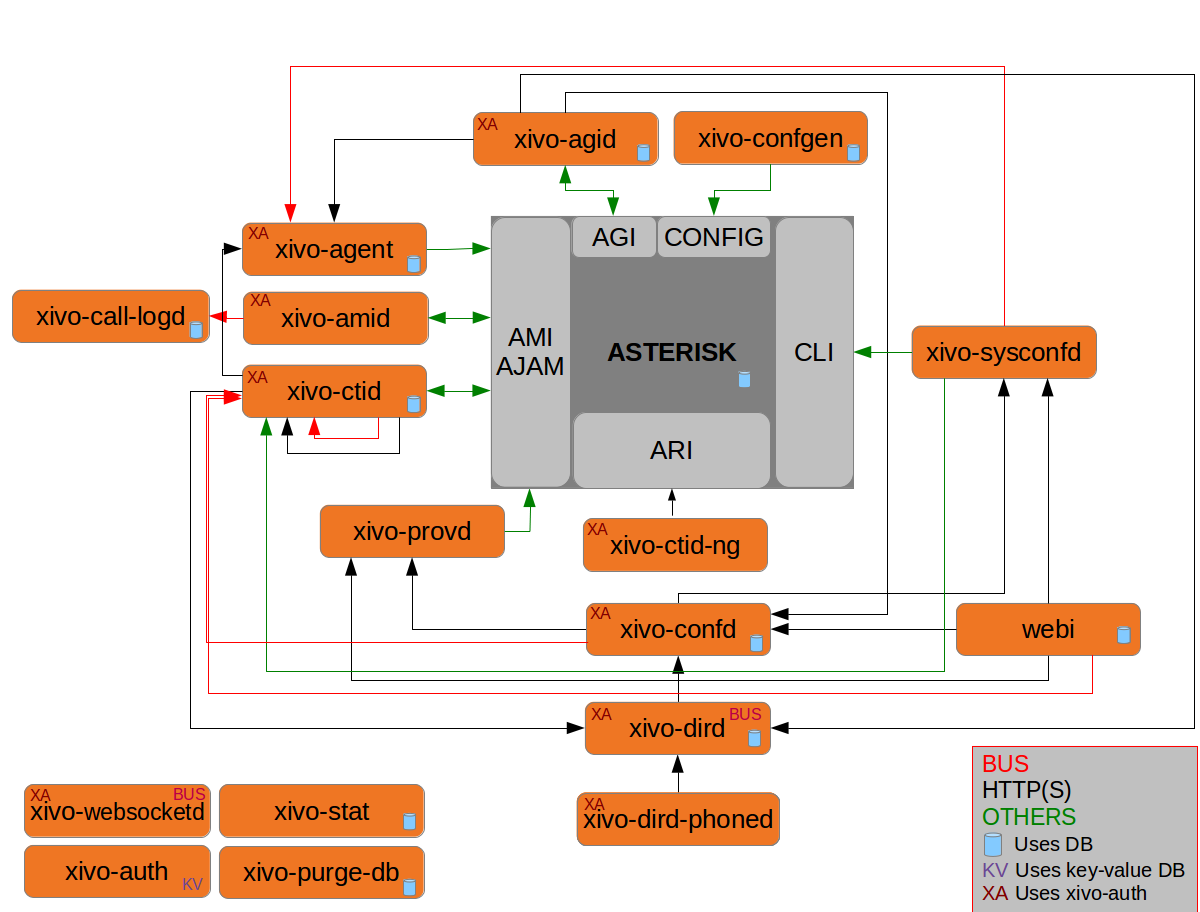 XA
xivo-agid
xivo-confgen
AGI
CONFIG
XA
xivo-agent
XA
xivo-amid
xivo-call-logd
AMI
AJAM
ASTERISK
CLI
xivo-sysconfd
XA
xivo-ctid
ARI
xivo-provd
XA
xivo-ctid-ng
XA
xivo-confd
webi
XA
BUS
xivo-dird
XA
xivo-dird-phoned
XA
BUS
xivo-websocketd
xivo-stat
xivo-auth
KV
xivo-purge-db
BUS
HTTP(S)
OTHERS
Uses DB
KV Uses key-value DB
XA Uses xivo-auth